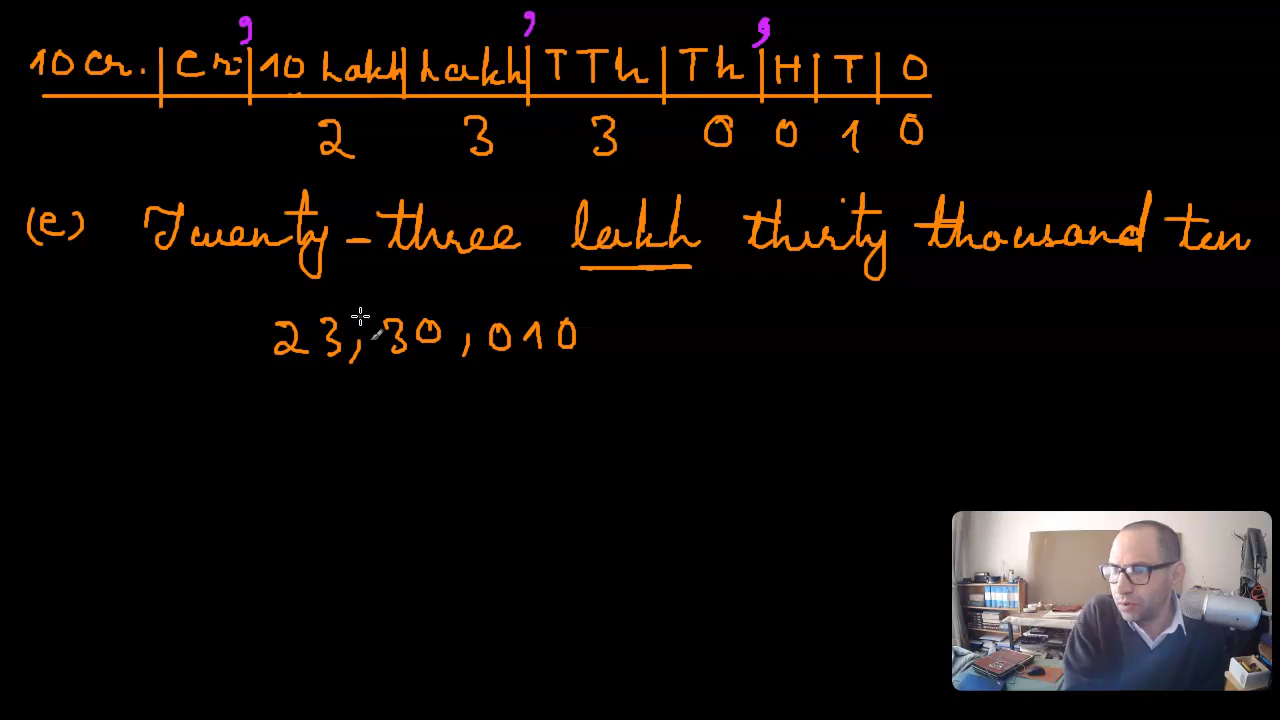 , , ,
10 Cr. | Cr. | 10 Lakh | Lakh | T Th | Th | H | T | O
2 3 3 0 0 1 0
(e) Twenty-three lakh thirty thousand ten
23,30,010